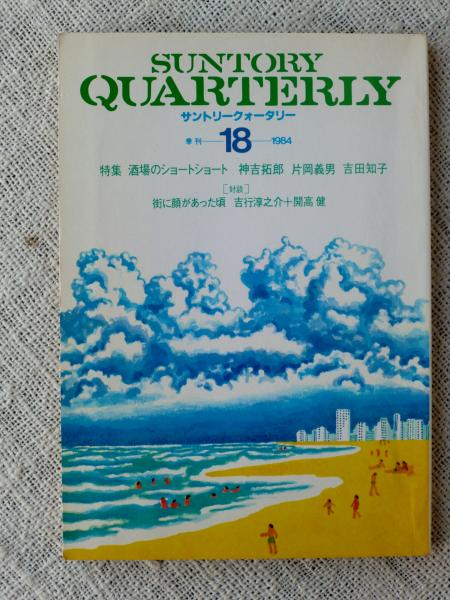 SUNTORY
QUARTERLY
サントリークォータリー
季刊 18 1984
特集 酒場のショートショート 神吉拓郎 片岡義男 吉田知子
[対談]
街に顔があった頃 吉行淳之介+開高 健